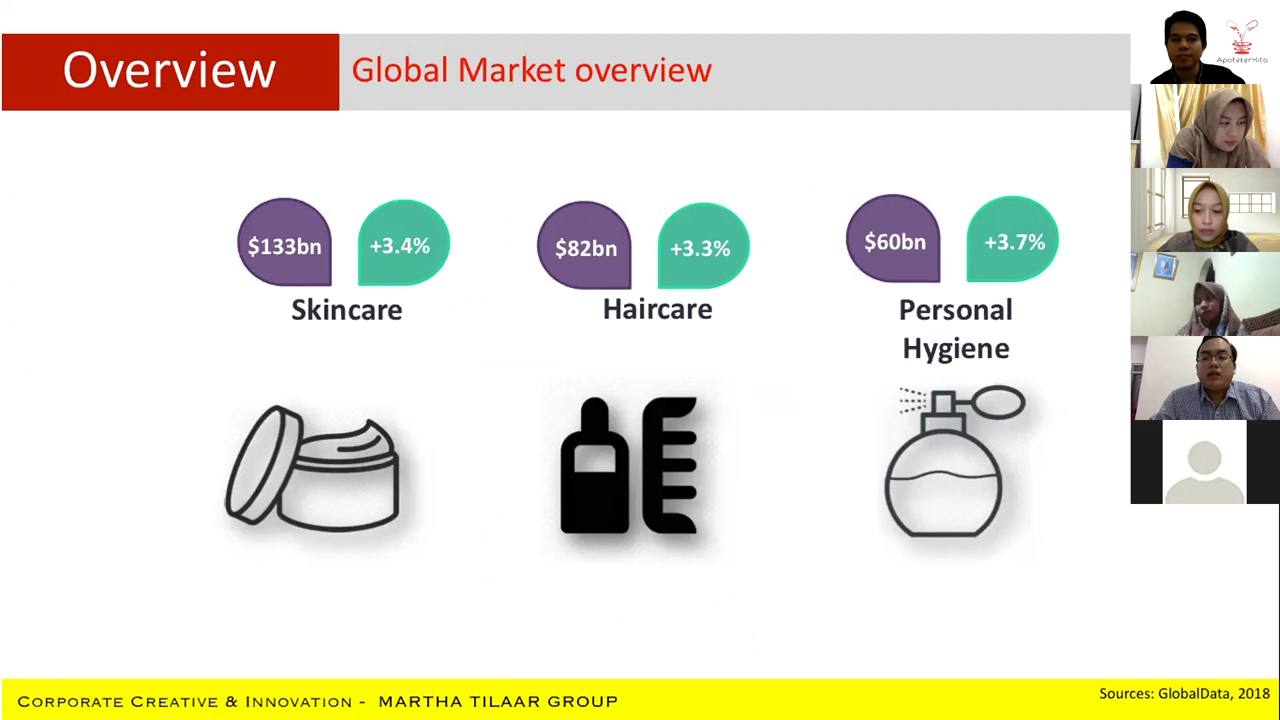 Overview
Global Market overview
ApotekerKita
$133bn
+3.4%
$82bn
+3.3%
$60bn
+3.7%
Skincare
Haircare
Personal
Hygiene
CORPORATE CREATIVE & INNOVATION - MARTHA TILAAR GROUP
Sources: GlobalData, 2018